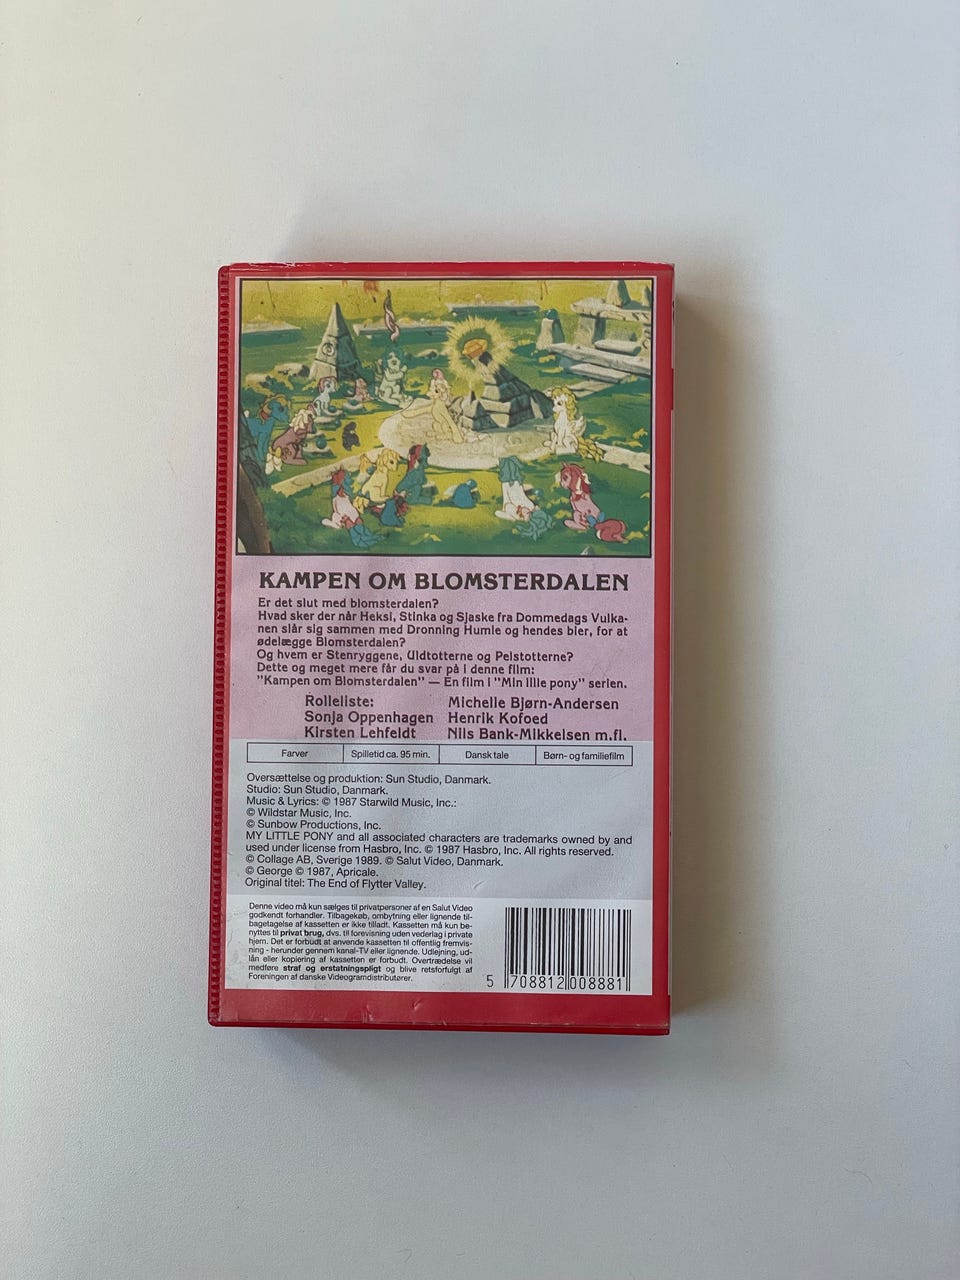 KAMPEN OM BLOMSTERDALEN
Er det slut med blomsterdalen?
Hvad sker der når Heksi, Stinka og Sjaske fra Dommedags Vulka-
nen slår sig sammen med Dronning Humle og hendes bier, for at
ødelægge Blomsterdalen?
Og hvem er Stenryggene, Uldtotterne og Pelstotterne?
Dette og meget mere får du svar på i denne film:
"Kampen om Blomsterdalen" — En film i "Min lille pony" serien.
Rolleliste: Michelle Bjørn-Andersen
Sonja Oppenhagen Henrik Kofoed
Kirsten Lehfeldt Nils Bank-Mikkelsen m.fl.
Farver Spilletid ca. 95 min. Dansk tale Børn- og familiefilm
Oversættelse og produktion: Sun Studio, Danmark.
Studio: Sun Studio, Danmark.
Music & Lyrics: © 1987 Starwild Music, Inc.:
© Wildstar Music, Inc.
© Sunbow Productions, Inc.
MY LITTLE PONY and all associated characters are trademarks owned by and
used under license from Hasbro, Inc. © 1987 Hasbro, Inc. All rights reserved.
© Collage AB, Sverige 1989. © Salut Video, Danmark.
© George © 1987, Apricale.
Original titel: The End of Flytter Valley.
Denne video må kun sælges til privatpersoner af en Salut Video
godkendt forhandler. Tilbagekøb, ombytning eller lignende til-
bagetagelse af kassetten er ikke tilladt. Kassetten må kun be-
nyttes til privat brug, dvs. til forevisning uden vederlag i private
hjem. Det er forbudt at anvende kassetten til offentlig fremvis-
ning - herunder gennem kanal-TV eller lignende. Udlejning, ud-
lån eller kopiering af kassetten er forbudt. Overtrædelse vil
medføre straf og erstatningspligt og blive retsforfulgt af
Foreningen af danske Videogramdistributører.
5 708812 008881